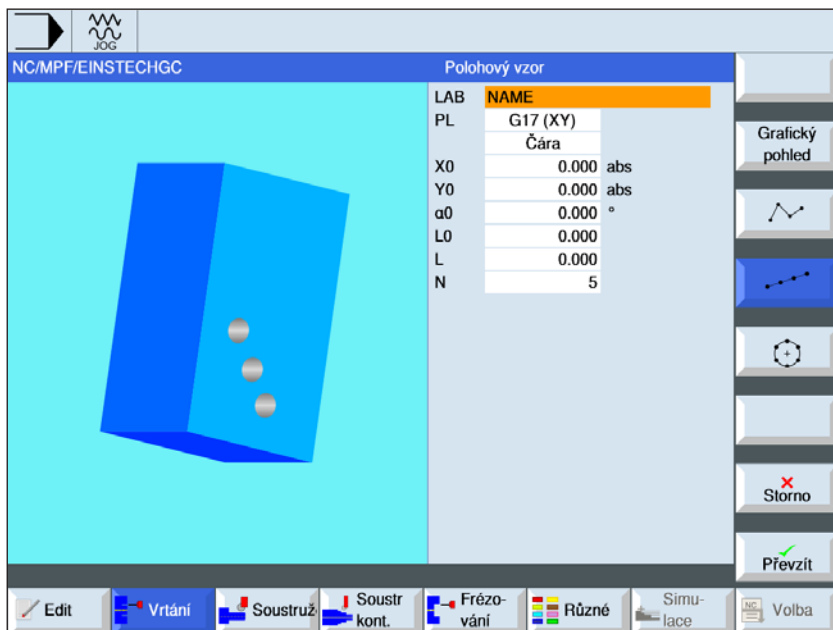 JOG
NC/MPF/EINSTECHGC
Polohový vzor
LAB NAME
PL G17 (XY)
Čára
X0 0.000 abs
Y0 0.000 abs
α0 0.000 °
L0 0.000
L 0.000
N 5
Grafický
pohled
Storno
Převzít
Edit
Vrtání
Soustruž
Soustr
kont.
Frézo-
vání
Různé
Simu-
lace
NC
Volba